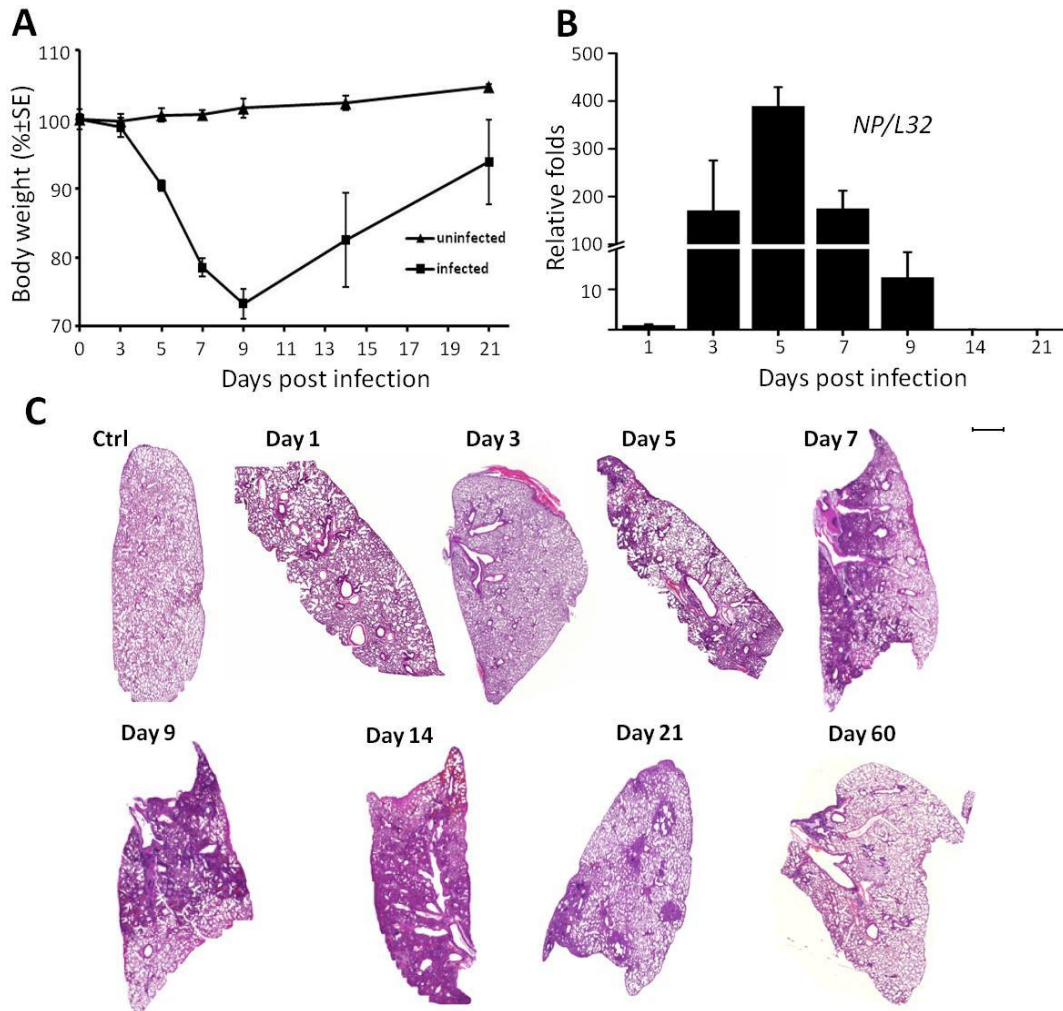 A
110
100
90
80
70
Body weight (%±SE)
uninfected
infected
0 3 5 7 9 11 13 15 17 19 21
Days post infection
B
500
400
300
200
100
10
Relative folds
NP/L32
1 3 5 7 9 14 21
Days post infection
C
Ctrl
Day 1
Day 3
Day 5
Day 7
Day 9
Day 14
Day 21
Day 60